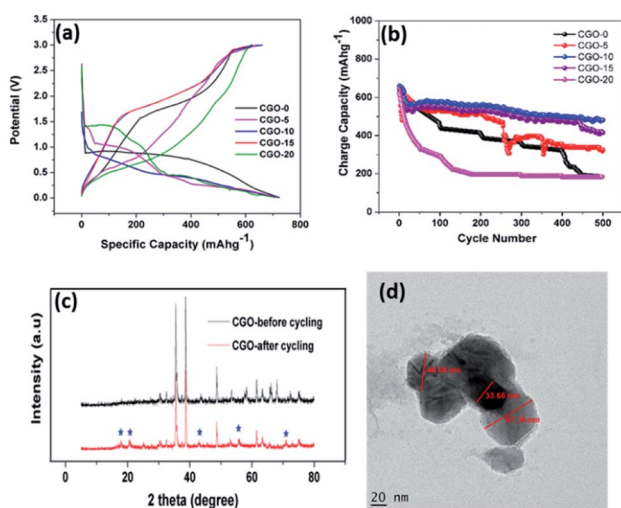 (a)
3.0
2.5
2.0
1.5
1.0
0.5
0.0
Potential (V)
CGO-0
CGO-5
CGO-10
CGO-15
CGO-20
0 200 400 600 800
Specific Capacity (mAhg⁻¹)
(b)
1000
800
600
400
200
0
Charge Capacity (mAhg⁻¹)
CGO-0
CGO-5
CGO-10
CGO-15
CGO-20
0 100 200 300 400 500
Cycle Number
(c)
Intensity (a.u)
CGO-before cycling
CGO-after cycling
0 20 40 60 80
2 theta (degree)
(d)
33.66 nm
20 nm